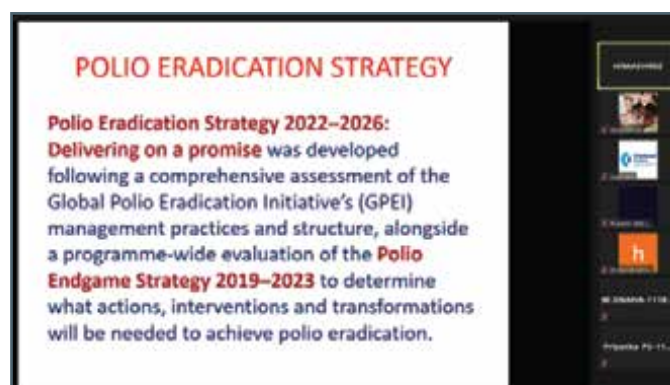 POLIO ERADICATION STRATEGY
Polio Eradication Strategy 2022–2026:
Delivering on a promise was developed
following a comprehensive assessment of the
Global Polio Eradication Initiative's (GPEI)
management practices and structure, alongside
a programme-wide evaluation of the Polio
Endgame Strategy 2019–2023 to determine
what actions, interventions and transformations
will be needed to achieve polio eradication.
h